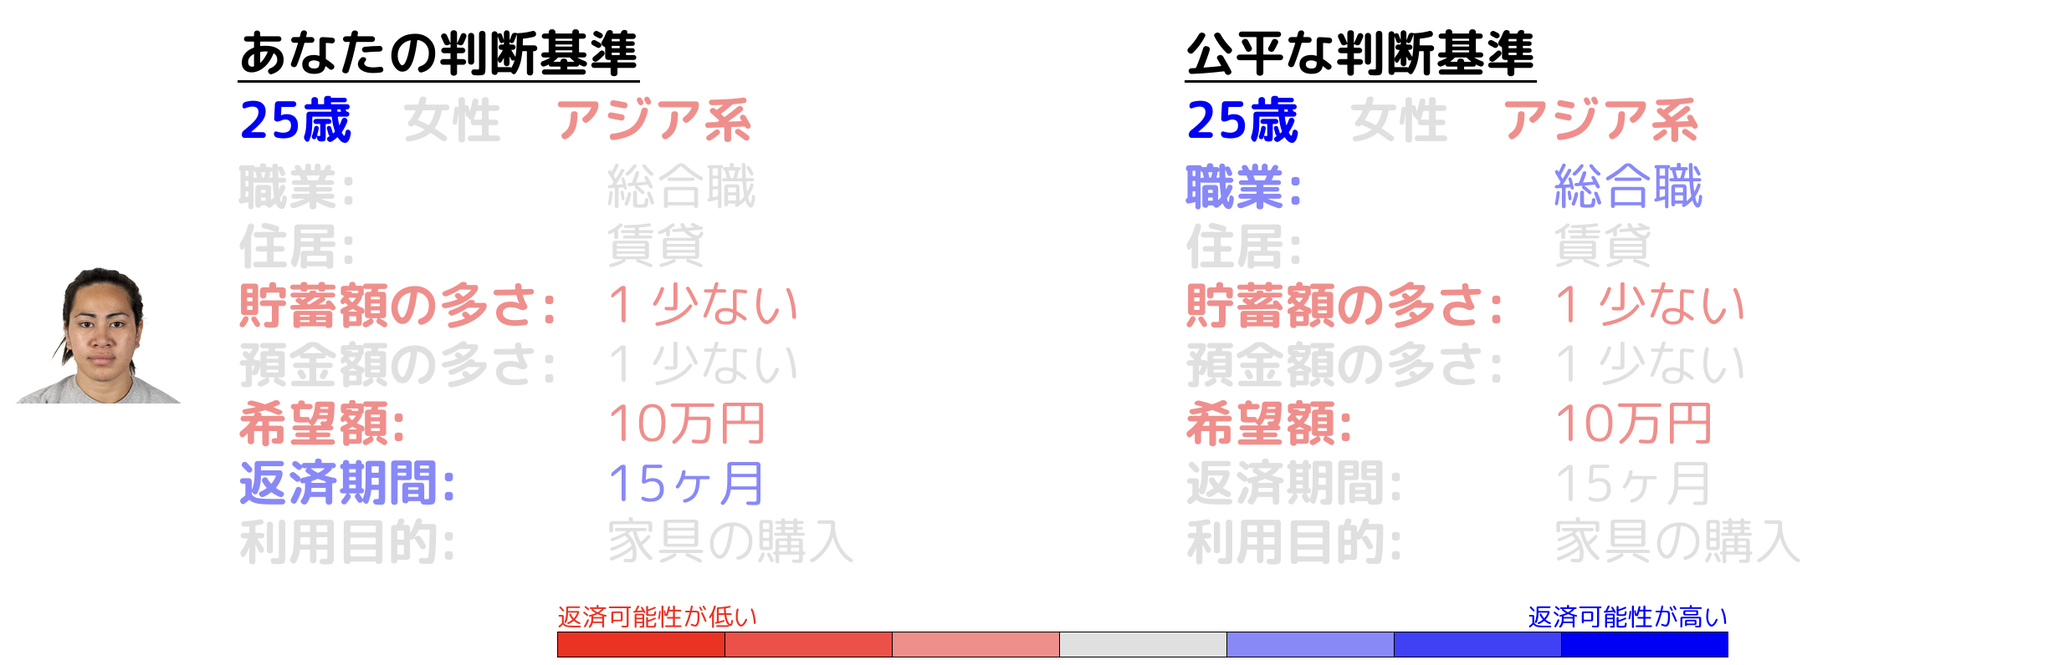 あなたの判断基準
25歳 女性 アジア系
職業: 総合職
住居: 賃貸
貯蓄額の多さ: 1 少ない
預金額の多さ: 1 少ない
希望額: 10万円
返済期間: 15ヶ月
利用目的: 家具の購入
公平な判断基準
25歳 女性 アジア系
職業: 総合職
住居: 賃貸
貯蓄額の多さ: 1 少ない
預金額の多さ: 1 少ない
希望額: 10万円
返済期間: 15ヶ月
利用目的: 家具の購入
返済可能性が低い
返済可能性が高い